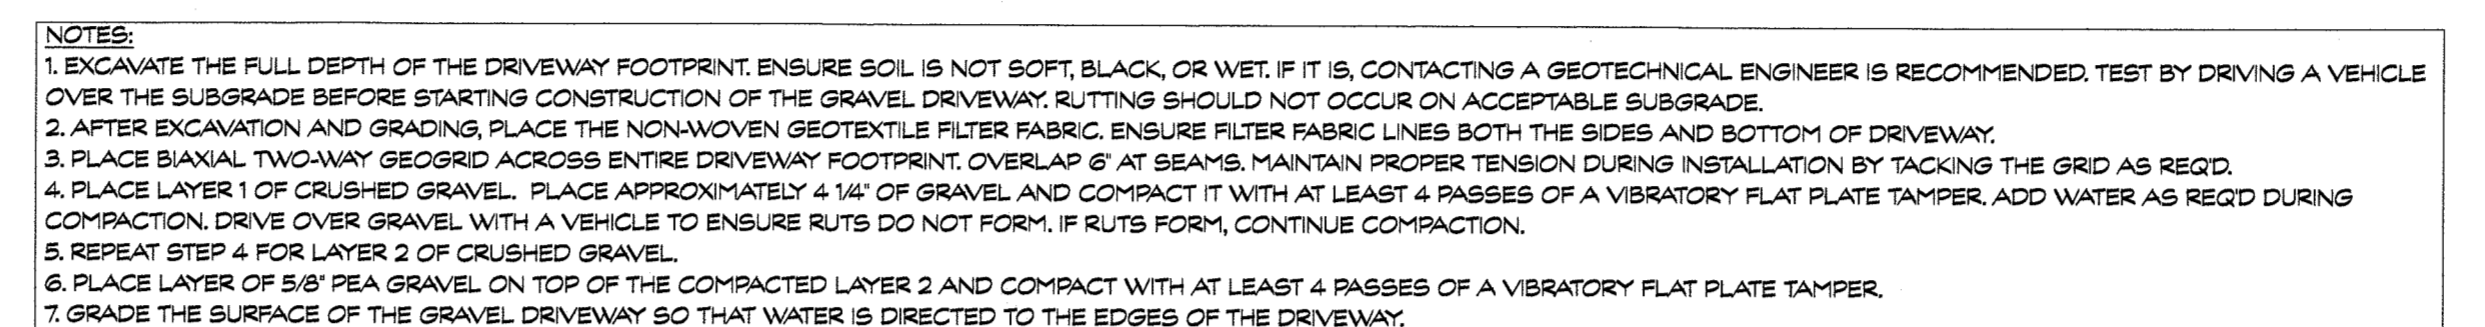 NOTES:
1. EXCAVATE THE FULL DEPTH OF THE DRIVEWAY FOOTPRINT. ENSURE SOIL IS NOT SOFT, BLACK, OR WET. IF IT IS, CONTACTING A GEOTECHNICAL ENGINEER IS RECOMMENDED. TEST BY DRIVING A VEHICLE
OVER THE SUBGRADE BEFORE STARTING CONSTRUCTION OF THE GRAVEL DRIVEWAY. RUTTING SHOULD NOT OCCUR ON ACCEPTABLE SUBGRADE.
2. AFTER EXCAVATION AND GRADING, PLACE THE NON-WOVEN GEOTEXTILE FILTER FABRIC. ENSURE FILTER FABRIC LINES BOTH THE SIDES AND BOTTOM OF DRIVEWAY.
3. PLACE BIAXIAL TWO-WAY GEOGRID ACROSS ENTIRE DRIVEWAY FOOTPRINT. OVERLAP 6" AT SEAMS. MAINTAIN PROPER TENSION DURING INSTALLATION BY TACKING THE GRID AS REQ'D.
4. PLACE LAYER 1 OF CRUSHED GRAVEL. PLACE APPROXIMATELY 4 1/4" OF GRAVEL AND COMPACT IT WITH AT LEAST 4 PASSES OF A VIBRATORY FLAT PLATE TAMPER. ADD WATER AS REQ'D DURING
COMPACTION. DRIVE OVER GRAVEL WITH A VEHICLE TO ENSURE RUTS DO NOT FORM. IF RUTS FORM, CONTINUE COMPACTION.
5. REPEAT STEP 4 FOR LAYER 2 OF CRUSHED GRAVEL.
6. PLACE LAYER OF 5/8" PEA GRAVEL ON TOP OF THE COMPACTED LAYER 2 AND COMPACT WITH AT LEAST 4 PASSES OF A VIBRATORY FLAT PLATE TAMPER.
7. GRADE THE SURFACE OF THE GRAVEL DRIVEWAY SO THAT WATER IS DIRECTED TO THE EDGES OF THE DRIVEWAY.